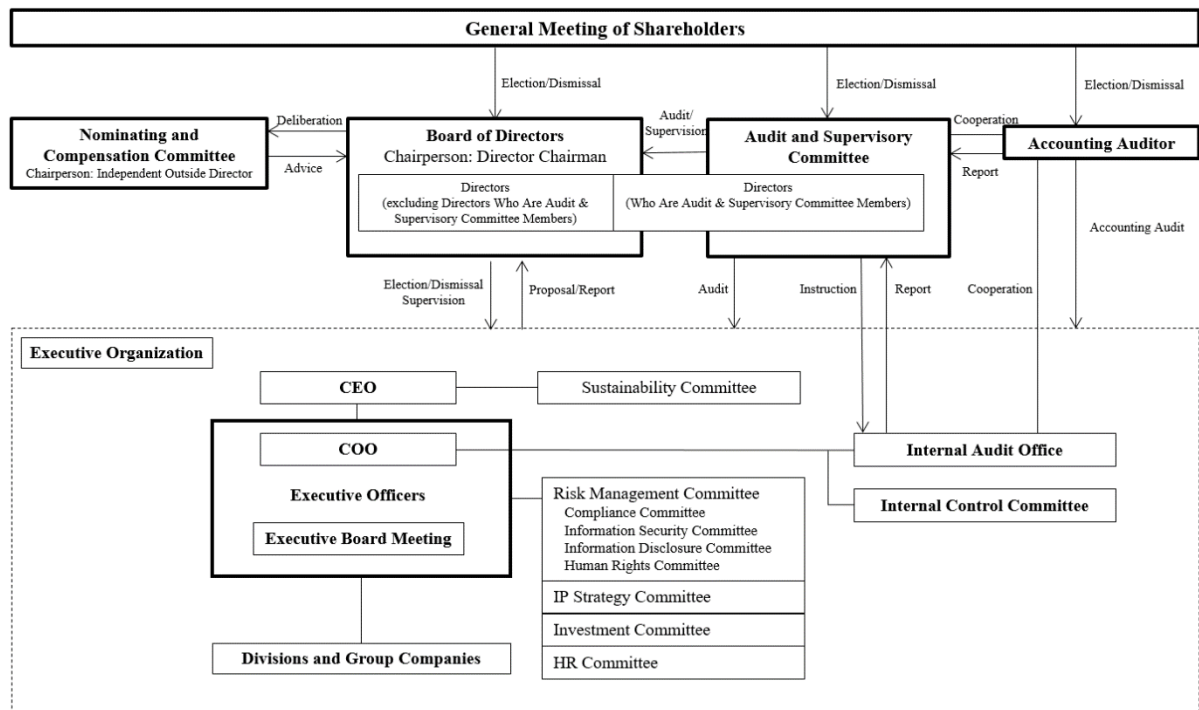 General Meeting of Shareholders
Election/Dismissal
Election/Dismissal
Election/Dismissal
Nominating and
Compensation Committee
Chairperson: Independent Outside Director
Deliberation
Advice
Board of Directors
Chairperson: Director Chairman
Directors
(excluding Directors Who Are Audit &
Supervisory Committee Members)
Audit/
Supervision
Audit and Supervisory
Committee
Directors
(Who Are Audit & Supervisory Committee Members)
Cooperation
Report
Accounting Auditor
Election/Dismissal
Supervision
Proposal/Report
Audit
Instruction
Report
Cooperation
Accounting Audit
Executive Organization
CEO
Sustainability Committee
COO
Executive Officers
Executive Board Meeting
Internal Audit Office
Internal Control Committee
Risk Management Committee
Compliance Committee
Information Security Committee
Information Disclosure Committee
Human Rights Committee
IP Strategy Committee
Investment Committee
HR Committee
Divisions and Group Companies